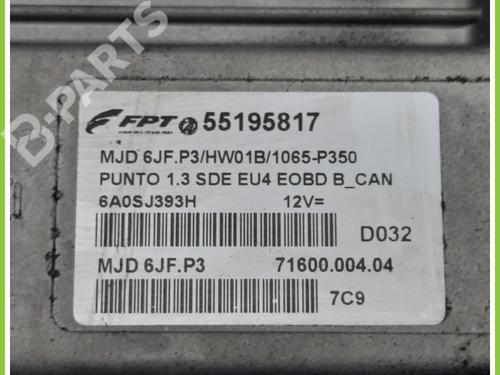 B-PARTS
FPT 55195817
MJD 6JF.P3/HW01B/1065-P350
PUNTO 1.3 SDE EU4 EOBD B_CAN
6A0SJ393H 12V=
D032
MJD 6JF.P3 71600.004.04
7C9